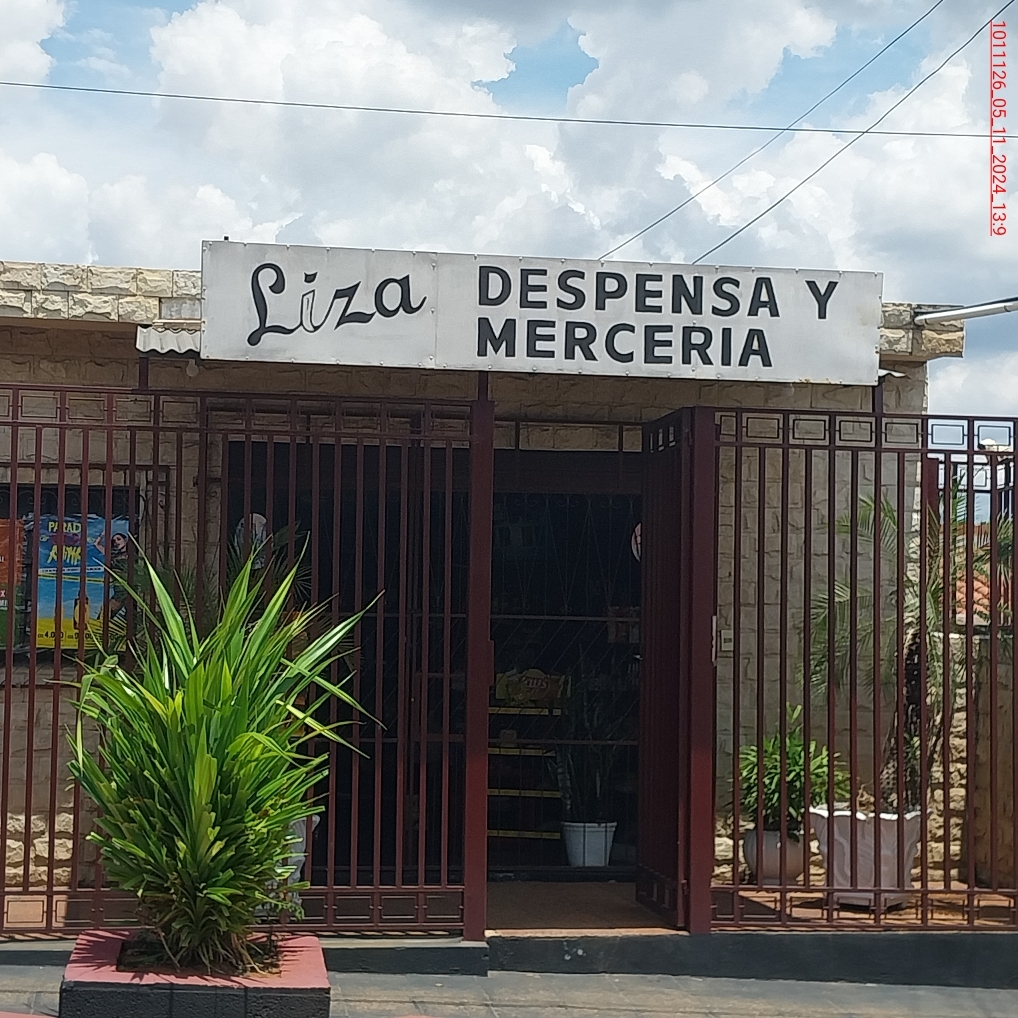 Liza
DESPENSA Y
MERCERIA
1011126_05_11_2024_13:9